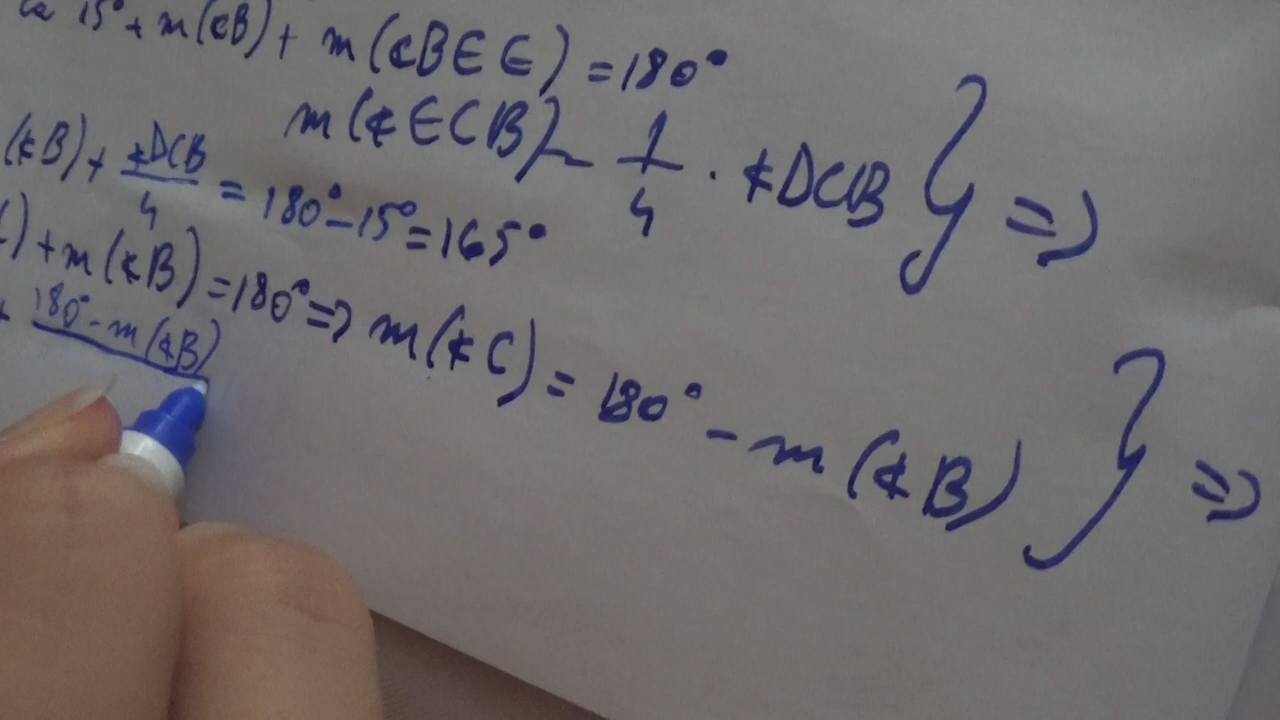 15° + m(∢B) + m(∢BEC) = 180°
m(∢ECB) = 1/4 · ∢DCB } =>
(∢B) + ∢DCB/4 = 180° - 15° = 165°
) + m(∢B) = 180° => m(∢C) = 180° - m(∢B) } =>
+ 180° - m(∢B)